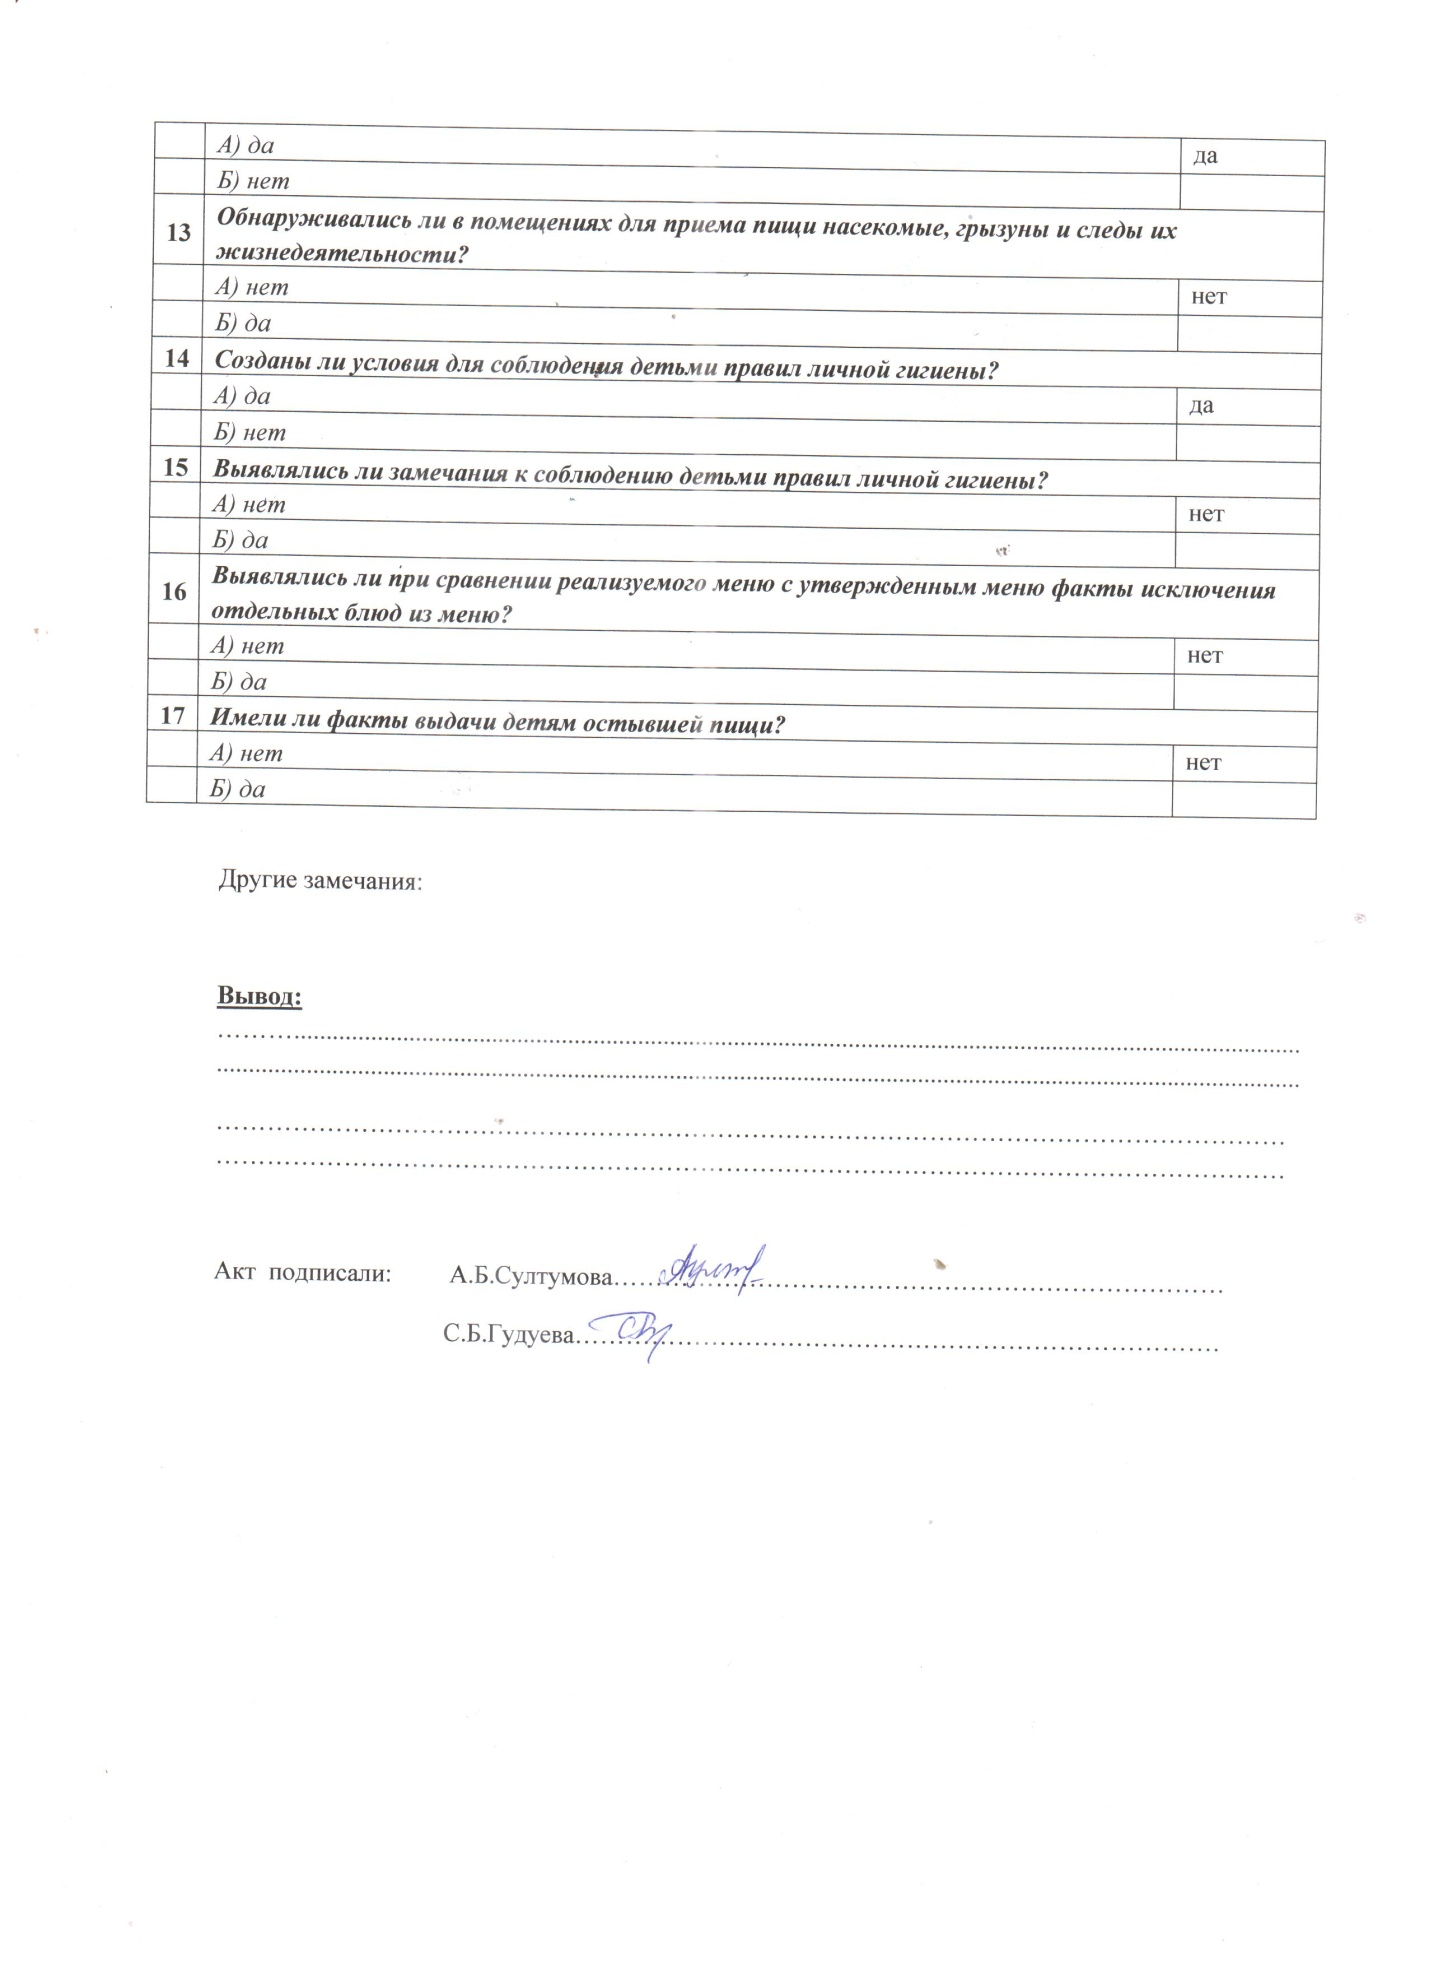 А) да да
Б) нет
13 Обнаруживались ли в помещениях для приема пищи насекомые, грызуны и следы их
жизнедеятельности?
А) нет нет
Б) да
14 Созданы ли условия для соблюдения детьми правил личной гигиены?
А) да да
Б) нет
15 Выявлялись ли замечания к соблюдению детьми правил личной гигиены?
А) нет нет
Б) да
16 Выявлялись ли при сравнении реализуемого меню с утвержденным меню факты исключения
отдельных блюд из меню?
А) нет нет
Б) да
17 Имели ли факты выдачи детям остывшей пищи?
А) нет нет
Б) да
Другие замечания:
Вывод:
Акт подписали: А.Б.Султумова
С.Б.Гудуева